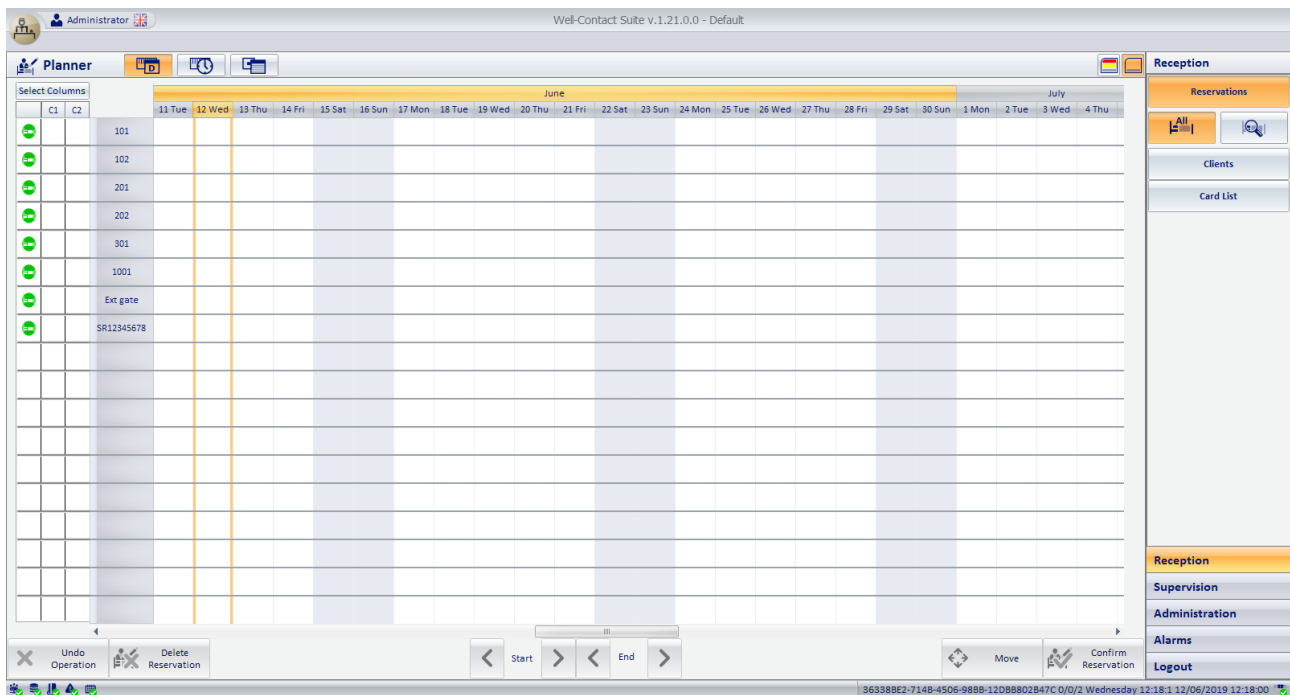 Administrator
Well-Contact Suite v.1.21.0.0 - Default
Planner
D
Reception
Select Columns
June
July
C1 C2
11 Tue 12 Wed 13 Thu 14 Fri 15 Sat 16 Sun 17 Mon 18 Tue 19 Wed 20 Thu 21 Fri 22 Sat 23 Sun 24 Mon 25 Tue 26 Wed 27 Thu 28 Fri 29 Sat 30 Sun 1 Mon 2 Tue 3 Wed 4 Thu
101
102
201
202
301
1001
Ext gate
SR12345678
Reservations
All
Clients
Card List
Reception
Supervision
Administration
Alarms
Logout
Undo Operation
Delete Reservation
Start
End
Move
Confirm Reservation
36338BE2-714B-4506-98BB-12DBB802B47C 0/0/2 Wednesday 12:18:1 12/06/2019 12:18:00